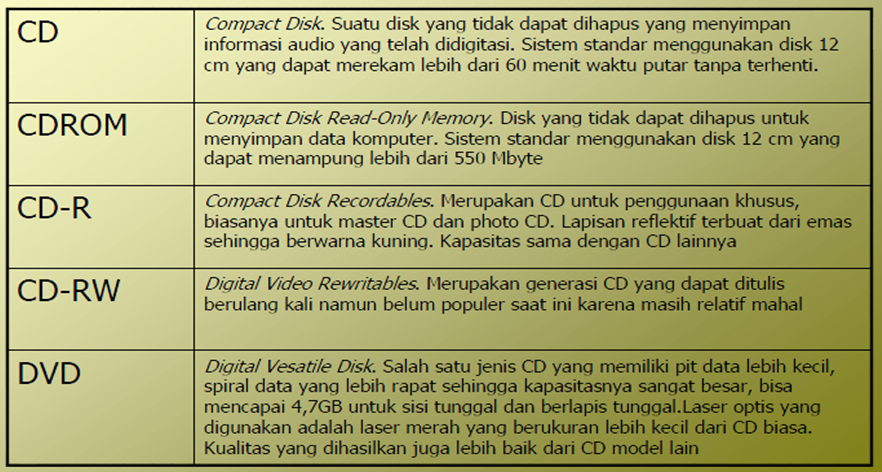 CD
Compact Disk. Suatu disk yang tidak dapat dihapus yang menyimpan
informasi audio yang telah didigitasi. Sistem standar menggunakan disk 12
cm yang dapat merekam lebih dari 60 menit waktu putar tanpa terhenti.
CDROM
Compact Disk Read-Only Memory. Disk yang tidak dapat dihapus untuk
menyimpan data komputer. Sistem standar menggunakan disk 12 cm yang
dapat menampung lebih dari 550 Mbyte
CD-R
Compact Disk Recordables. Merupakan CD untuk penggunaan khusus,
biasanya untuk master CD dan photo CD. Lapisan reflektif terbuat dari emas
sehingga berwarna kuning. Kapasitas sama dengan CD lainnya
CD-RW
Digital Video Rewritables. Merupakan generasi CD yang dapat ditulis
berulang kali namun belum populer saat ini karena masih relatif mahal
DVD
Digital Vesatile Disk. Salah satu jenis CD yang memiliki pit data lebih kecil,
spiral data yang lebih rapat sehingga kapasitasnya sangat besar, bisa
mencapai 4,7GB untuk sisi tunggal dan berlapis tunggal.Laser optis yang
digunakan adalah laser merah yang berukuran lebih kecil dari CD biasa.
Kualitas yang dihasilkan juga lebih baik dari CD model lain